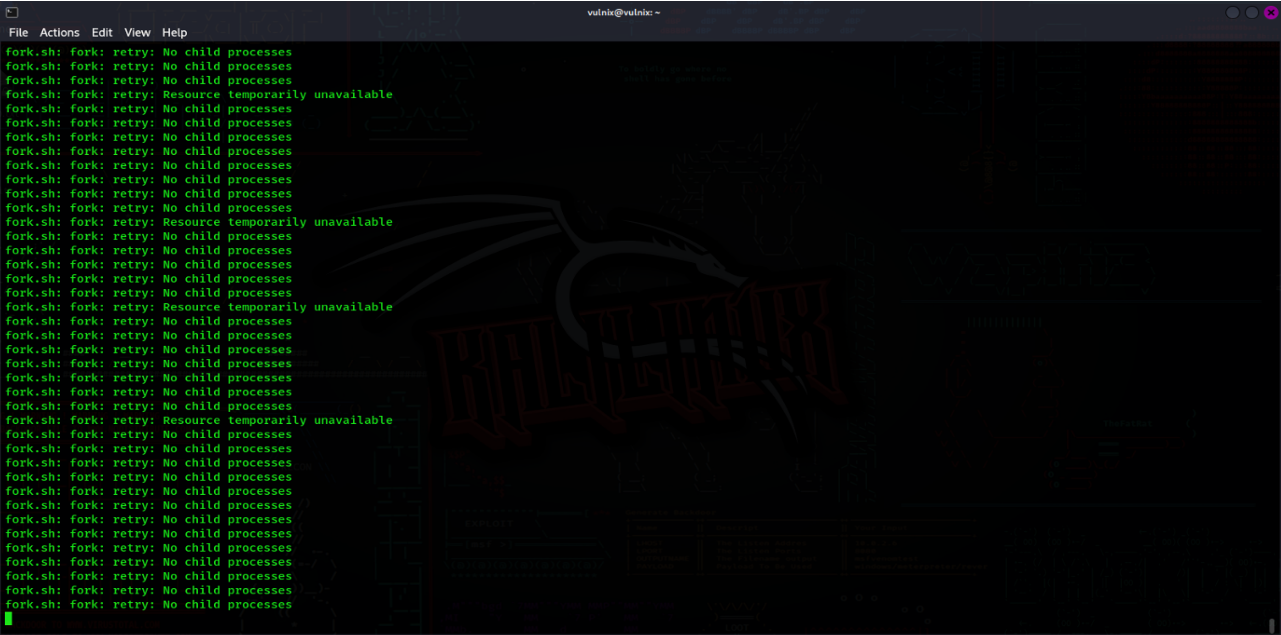 vulnix@vulnix: ~
File Actions Edit View Help
fork.sh: fork: retry: No child processes
fork.sh: fork: retry: No child processes
fork.sh: fork: retry: No child processes
fork.sh: fork: retry: Resource temporarily unavailable
fork.sh: fork: retry: No child processes
fork.sh: fork: retry: No child processes
fork.sh: fork: retry: No child processes
fork.sh: fork: retry: No child processes
fork.sh: fork: retry: No child processes
fork.sh: fork: retry: No child processes
fork.sh: fork: retry: No child processes
fork.sh: fork: retry: No child processes
fork.sh: fork: retry: Resource temporarily unavailable
fork.sh: fork: retry: No child processes
fork.sh: fork: retry: No child processes
fork.sh: fork: retry: No child processes
fork.sh: fork: retry: No child processes
fork.sh: fork: retry: No child processes
fork.sh: fork: retry: Resource temporarily unavailable
fork.sh: fork: retry: No child processes
fork.sh: fork: retry: No child processes
fork.sh: fork: retry: No child processes
fork.sh: fork: retry: No child processes
fork.sh: fork: retry: No child processes
fork.sh: fork: retry: No child processes
fork.sh: fork: retry: No child processes
fork.sh: fork: retry: Resource temporarily unavailable
fork.sh: fork: retry: No child processes
fork.sh: fork: retry: No child processes
fork.sh: fork: retry: No child processes
fork.sh: fork: retry: No child processes
fork.sh: fork: retry: No child processes
fork.sh: fork: retry: No child processes
fork.sh: fork: retry: No child processes
fork.sh: fork: retry: No child processes
fork.sh: fork: retry: No child processes
fork.sh: fork: retry: No child processes
fork.sh: fork: retry: No child processes
fork.sh: fork: retry: No child processes
fork.sh: fork: retry: No child processes
KALILINUX
EXPLOIT